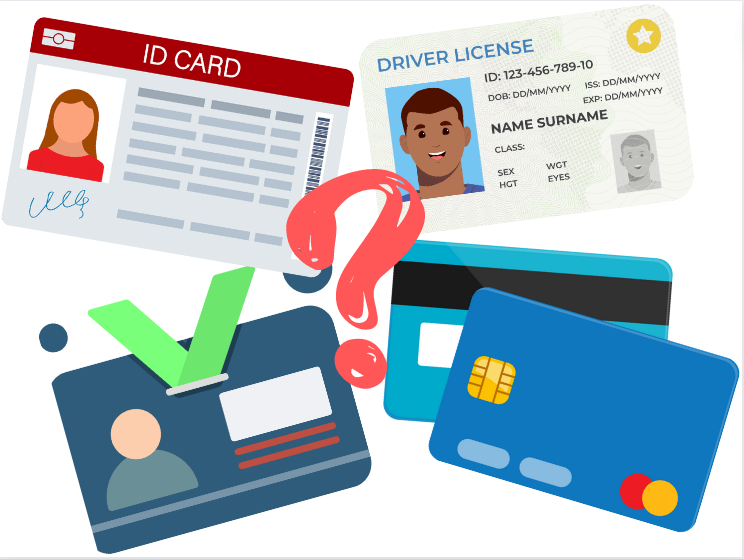 ID CARD
DRIVER LICENSE
ID: 123-456-789-10
DOB: DD/MM/YYYY ISS: DD/MM/YYYY
EXP: DD/MM/YYYY
NAME SURNAME
CLASS:
SEX WGT
HGT EYES